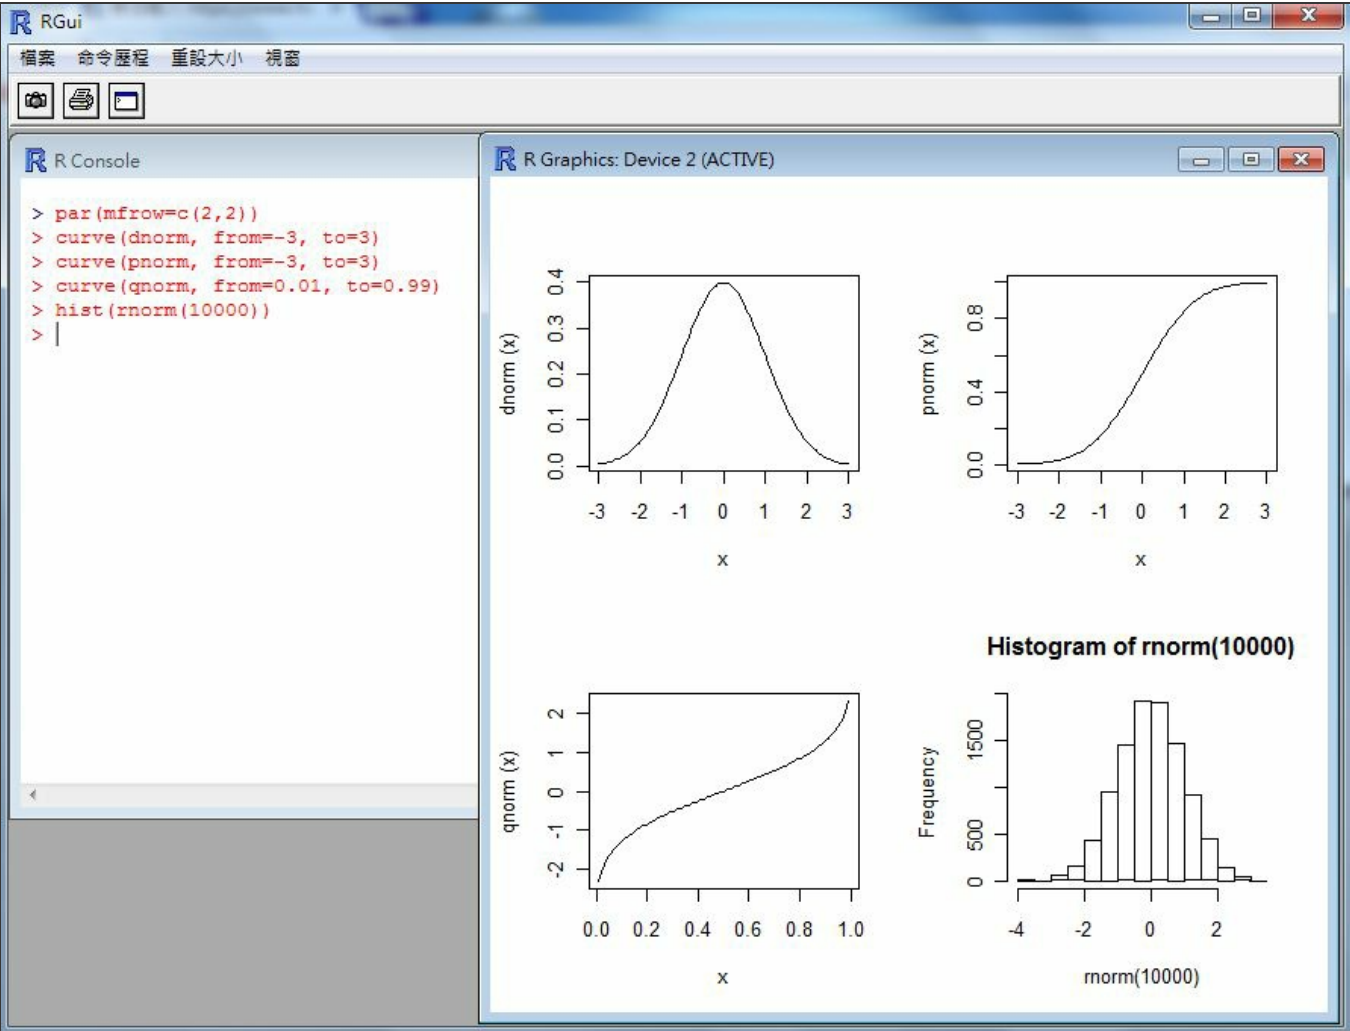 RGui
檔案 命令歷程 重設大小 視窗
R Console
> par(mfrow=c(2,2))
> curve(dnorm, from=-3, to=3)
> curve(pnorm, from=-3, to=3)
> curve(qnorm, from=0.01, to=0.99)
> hist(rnorm(10000))
>
R Graphics: Device 2 (ACTIVE)
dnorm (x)
0.0 0.1 0.2 0.3 0.4
-3 -2 -1 0 1 2 3
x
pnorm (x)
0.0 0.4 0.8
-3 -2 -1 0 1 2 3
x
qnorm (x)
-2 -1 0 1 2
0.0 0.2 0.4 0.6 0.8 1.0
x
Histogram of rnorm(10000)
Frequency
0 500 1500
-4 -2 0 2
rnorm(10000)